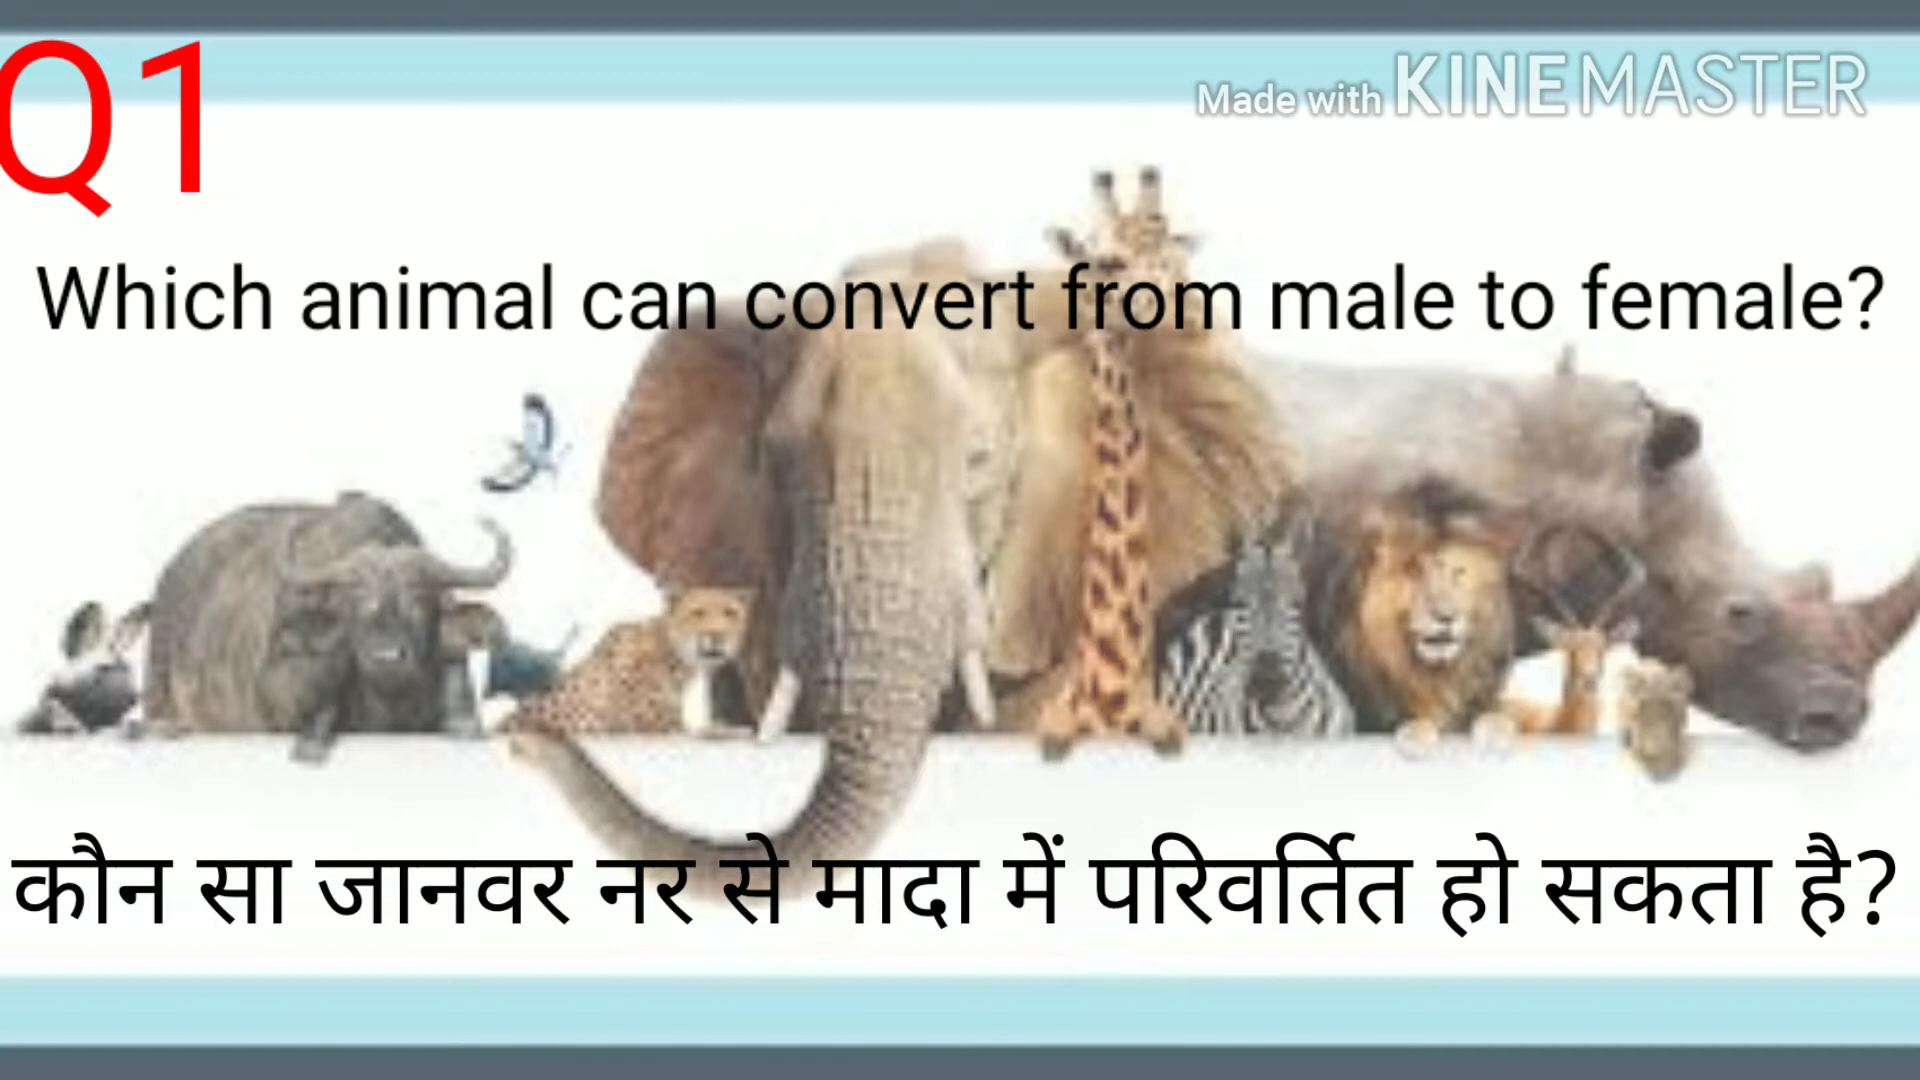 Q1
Made with KINEMASTER
Which animal can convert from male to female?
कौन सा जानवर नर से मादा में परिवर्तित हो सकता है?